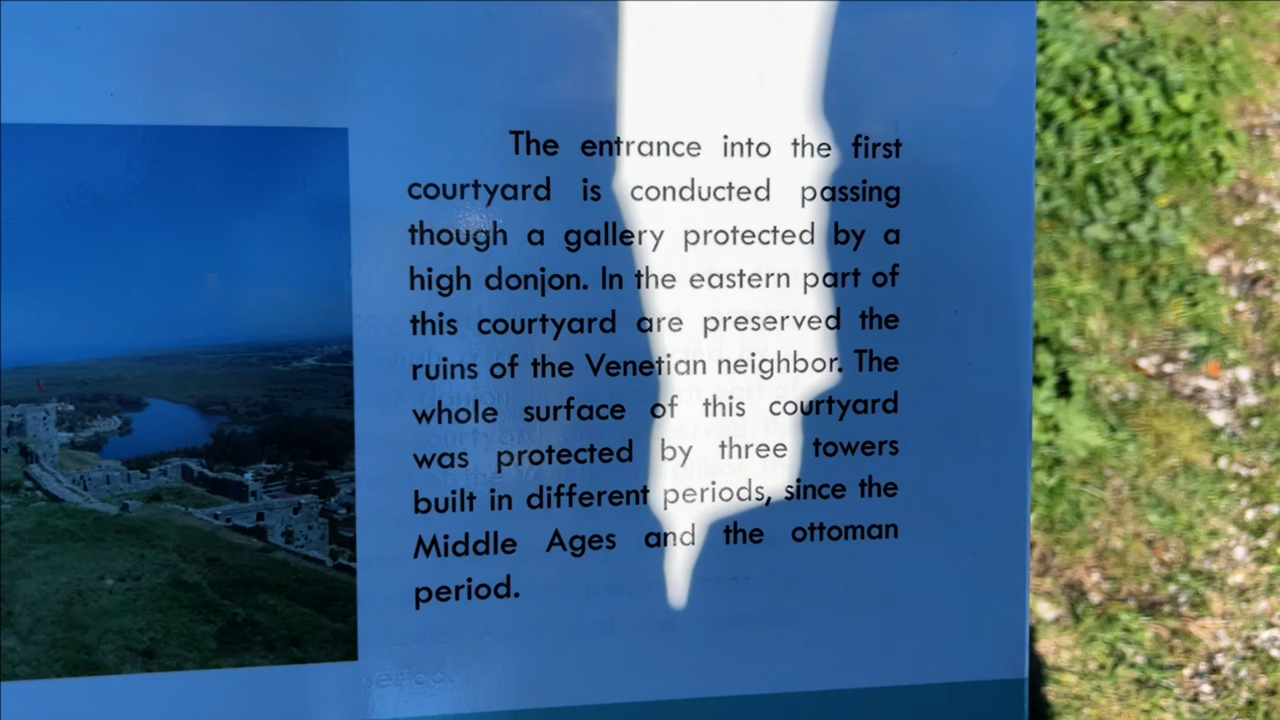 The entrance into the first
courtyard is conducted passing
though a gallery protected by a
high donjon. In the eastern part of
this courtyard are preserved the
ruins of the Venetian neighbor. The
whole surface of this courtyard
was protected by three towers
built in different periods, since the
Middle Ages and the ottoman
period.